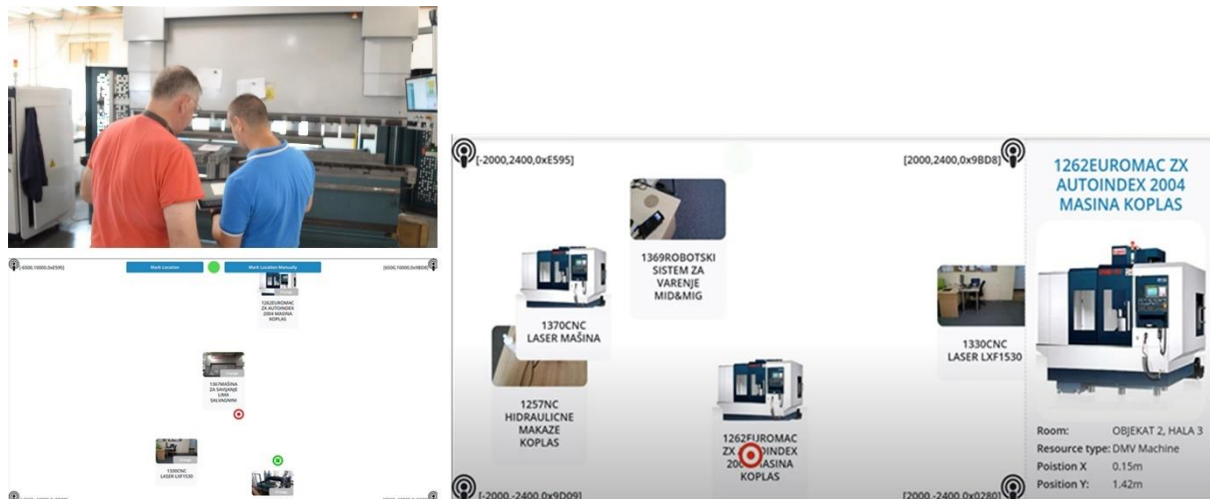 [-6500,10000,0xE595]
Mark Location
Mark Location Manually
[6500,10000,0x9BD8]
1262EUROMAC
ZX AUTOINDEX
2004 MASINA
KOPLAS
1367MAŠINA
ZA SAVIJANJE
LIMA
SALVAGNINI
1330CNC
LASER LXF1530
[-2000,2400,0xE595]
[2000,2400,0x9BD8]
1369ROBOTSKI
SISTEM ZA
VARENJE
MID&MIG
1370CNC
LASER MAŠINA
1330CNC
LASER LXF1530
1257NC
HIDRAULICNE
MAKAZE
KOPLAS
1262EUROMAC
KOPLAS
[-2000,-2400,0x9D09]
[2000,-2400,0x0280]
1262EUROMAC ZX
AUTOINDEX 2004
MASINA KOPLAS
Room: OBJEKAT 2, HALA 3
Resource type: DMV Machine
Poistion X 0.15m
Position Y: 1.42m